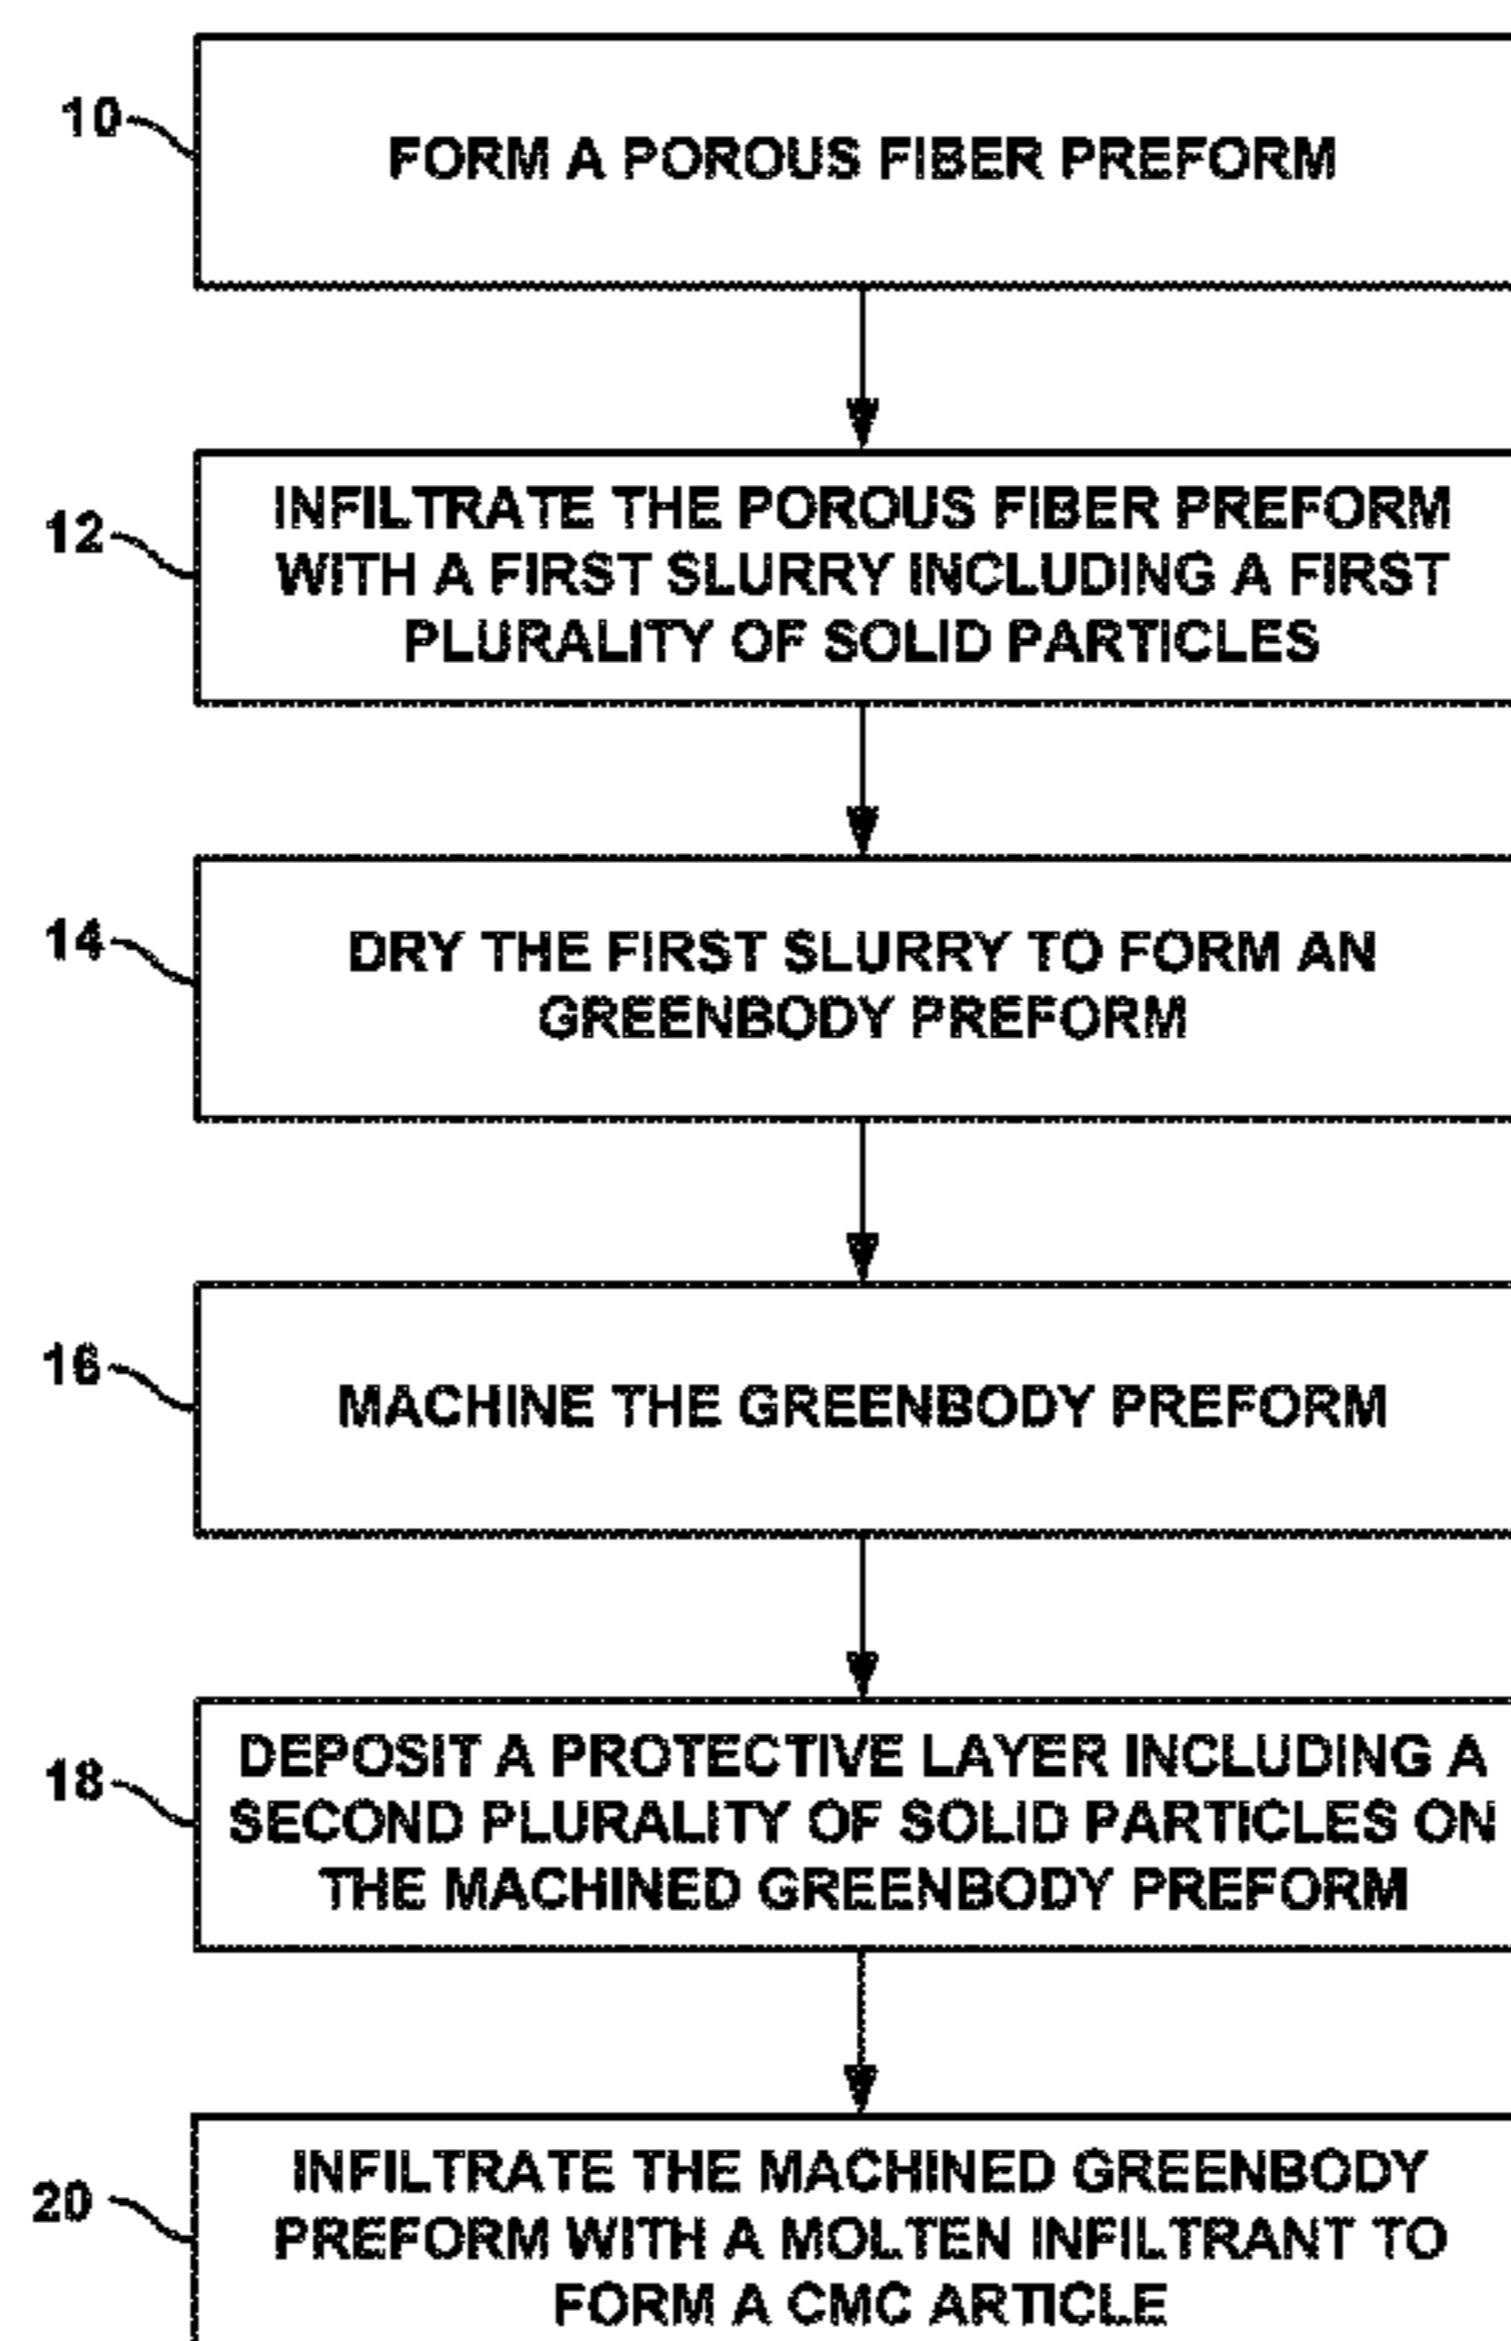 10
FORM A POROUS FIBER PREFORM
12
INFILTRATE THE POROUS FIBER PREFORM
WITH A FIRST SLURRY INCLUDING A FIRST
PLURALITY OF SOLID PARTICLES
14
DRY THE FIRST SLURRY TO FORM AN
GREENBODY PREFORM
16
MACHINE THE GREENBODY PREFORM
18
DEPOSIT A PROTECTIVE LAYER INCLUDING A
SECOND PLURALITY OF SOLID PARTICLES ON
THE MACHINED GREENBODY PREFORM
20
INFILTRATE THE MACHINED GREENBODY
PREFORM WITH A MOLTEN INFILTRANT TO
FORM A CMC ARTICLE